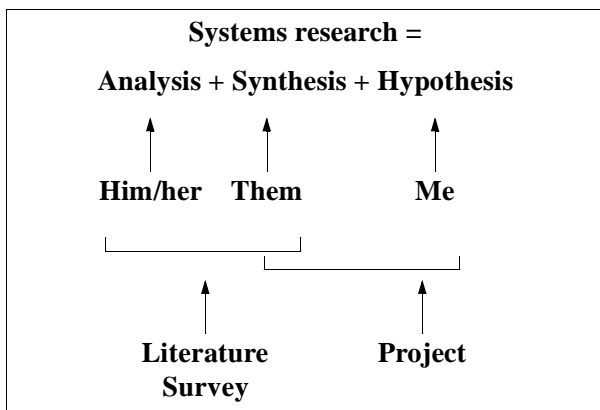 Systems research =
Analysis + Synthesis + Hypothesis
Him/her Them Me
Literature Project
Survey